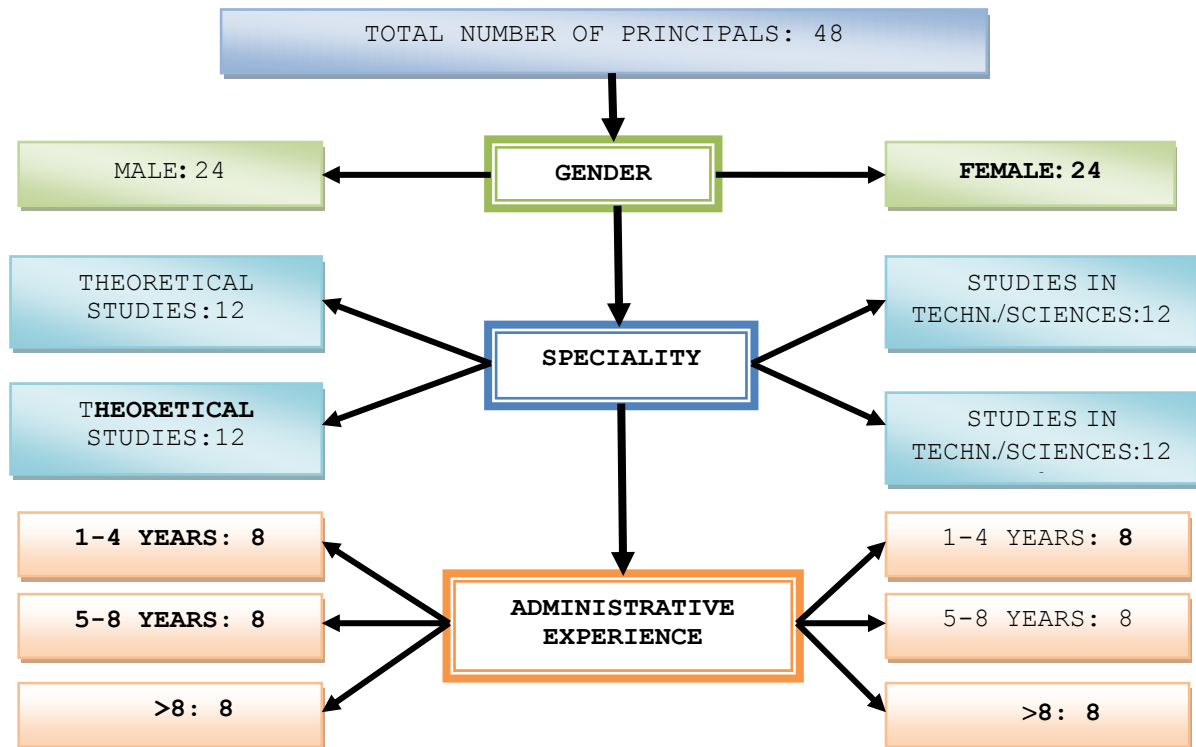 TOTAL NUMBER OF PRINCIPALS: 48
MALE: 24
GENDER
FEMALE: 24
THEORETICAL
STUDIES:12
STUDIES IN
TECHN./SCIENCES:12
SPECIALITY
THEORETICAL
STUDIES:12
STUDIES IN
TECHN./SCIENCES:12
1-4 YEARS: 8
1-4 YEARS: 8
ADMINISTRATIVE
EXPERIENCE
5-8 YEARS: 8
5-8 YEARS: 8
>8: 8
>8: 8